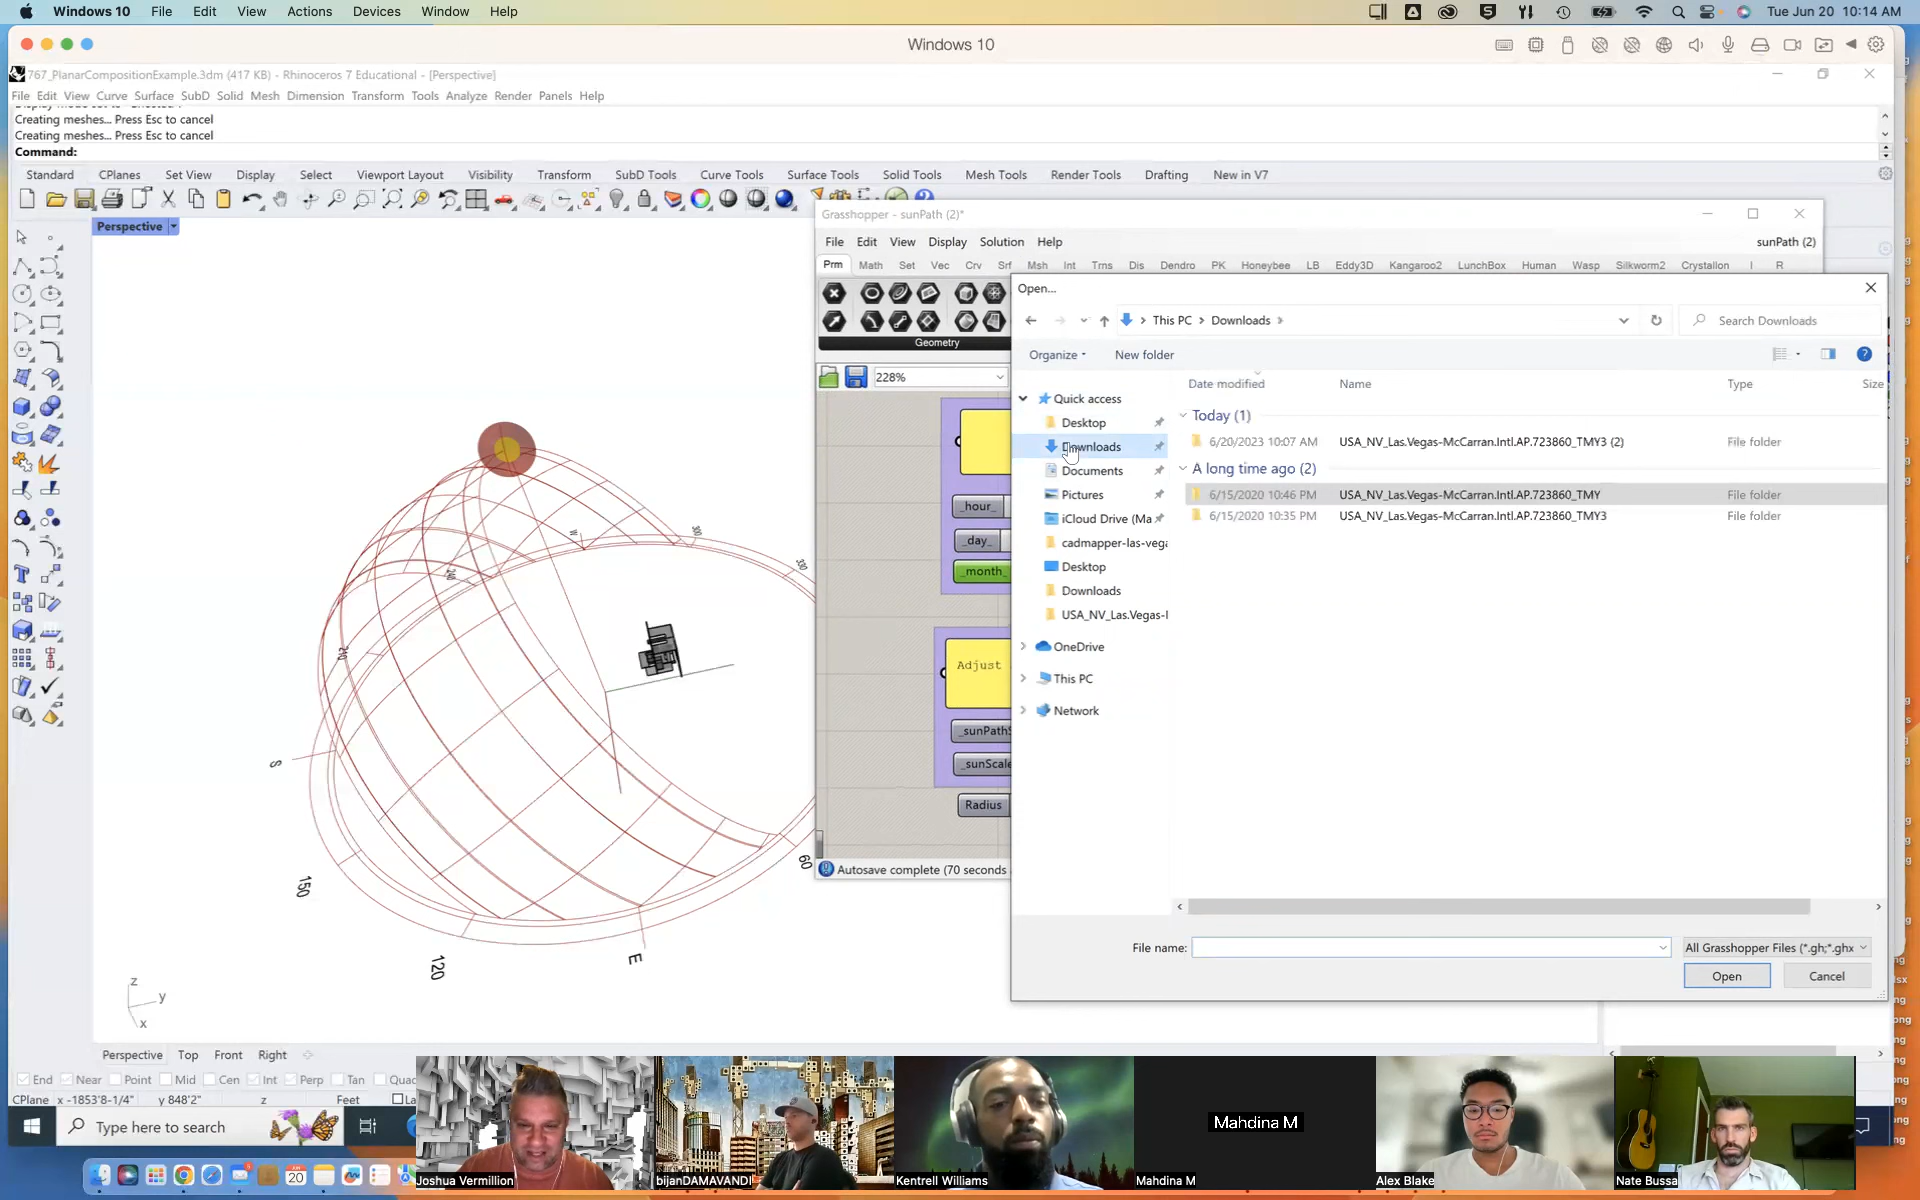 Windows 10 File Edit View Actions Devices Window Help
Tue Jun 20 10:14 AM
Windows 10
767_PlanarCompositionExample.3dm (417 KB) - Rhinoceros 7 Educational - [Perspective]
File Edit View Curve Surface SubD Solid Mesh Dimension Transform Tools Analyze Render Panels Help
Creating meshes... Press Esc to cancel
Creating meshes... Press Esc to cancel
Command:
Standard CPlanes Set View Display Select Viewport Layout Visibility Transform SubD Tools Curve Tools Surface Tools Solid Tools Mesh Tools Render Tools Drafting New in V7
Perspective
Grasshopper - sunPath (2)*
File Edit View Display Solution Help
sunPath (2)
Prm Math Set Vec Crv Srf Msh Int Trns Dis Dendro PK Honeybee LB Eddy3D Kangaroo2 LunchBox Human Wasp Silkworm2 Crystallon I R
Geometry
228%
_hour_
_day_
_month_
Adjust
_sunPathS
_sunScale
Radius
Autosave complete (70 seconds
Open...
This PC > Downloads >
Search Downloads
Organize
New folder
Quick access
Desktop
Downloads
Documents
Pictures
iCloud Drive (Ma
cadmapper-las-vega
Desktop
Downloads
USA_NV_Las.Vegas-
OneDrive
This PC
Network
Date modified Name Type Size
Today (1)
6/20/2023 10:07 AM USA_NV_Las.Vegas-McCarran.Intl.AP.723860_TMY3 (2) File folder
A long time ago (2)
6/15/2020 10:46 PM USA_NV_Las.Vegas-McCarran.Intl.AP.723860_TMY File folder
6/15/2020 10:35 PM USA_NV_Las.Vegas-McCarran.Intl.AP.723860_TMY3 File folder
File name:
All Grasshopper Files (*.gh;*.ghx
Open
Cancel
W
300
330
240
210
S
150
120
E
60
z
y
x
Perspective Top Front Right
End Near Point Mid Cen Int Perp Tan Quad
CPlane x -1853'8-1/4" y 848'2" z Feet
Type here to search
20
Joshua Vermillion
bijanDAMAVANDI
Kentrell Williams
Mahdina M
Mahdina M
Alex Blake
Nate Bussa